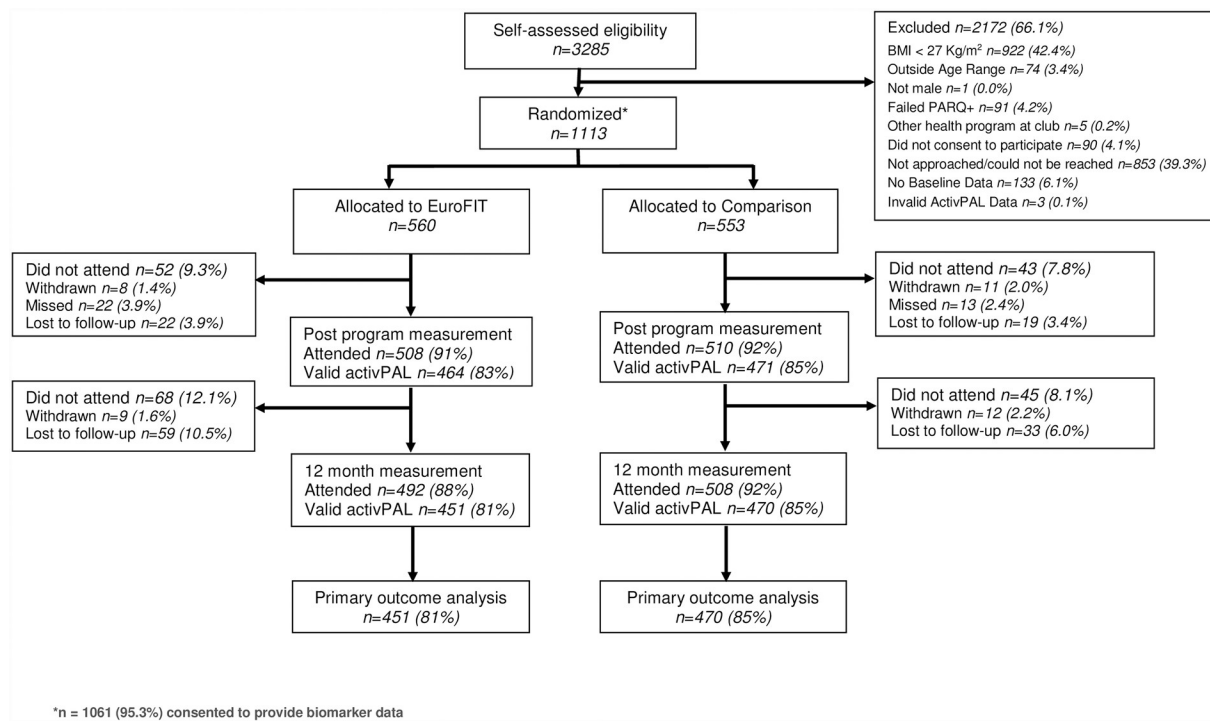 Self-assessed eligibility
n=3285
Excluded n=2172 (66.1%)
BMI < 27 Kg/m² n=922 (42.4%)
Outside Age Range n=74 (3.4%)
Not male n=1 (0.0%)
Failed PARQ+ n=91 (4.2%)
Other health program at club n=5 (0.2%)
Did not consent to participate n=90 (4.1%)
Not approached/could not be reached n=853 (39.3%)
No Baseline Data n=133 (6.1%)
Invalid ActivPAL Data n=3 (0.1%)
Randomized*
n=1113
Allocated to EuroFIT
n=560
Allocated to Comparison
n=553
Did not attend n=52 (9.3%)
Withdrawn n=8 (1.4%)
Missed n=22 (3.9%)
Lost to follow-up n=22 (3.9%)
Did not attend n=43 (7.8%)
Withdrawn n=11 (2.0%)
Missed n=13 (2.4%)
Lost to follow-up n=19 (3.4%)
Post program measurement
Attended n=508 (91%)
Valid activPAL n=464 (83%)
Post program measurement
Attended n=510 (92%)
Valid activPAL n=471 (85%)
Did not attend n=68 (12.1%)
Withdrawn n=9 (1.6%)
Lost to follow-up n=59 (10.5%)
Did not attend n=45 (8.1%)
Withdrawn n=12 (2.2%)
Lost to follow-up n=33 (6.0%)
12 month measurement
Attended n=492 (88%)
Valid activPAL n=451 (81%)
12 month measurement
Attended n=508 (92%)
Valid activPAL n=470 (85%)
Primary outcome analysis
n=451 (81%)
Primary outcome analysis
n=470 (85%)
*n = 1061 (95.3%) consented to provide biomarker data